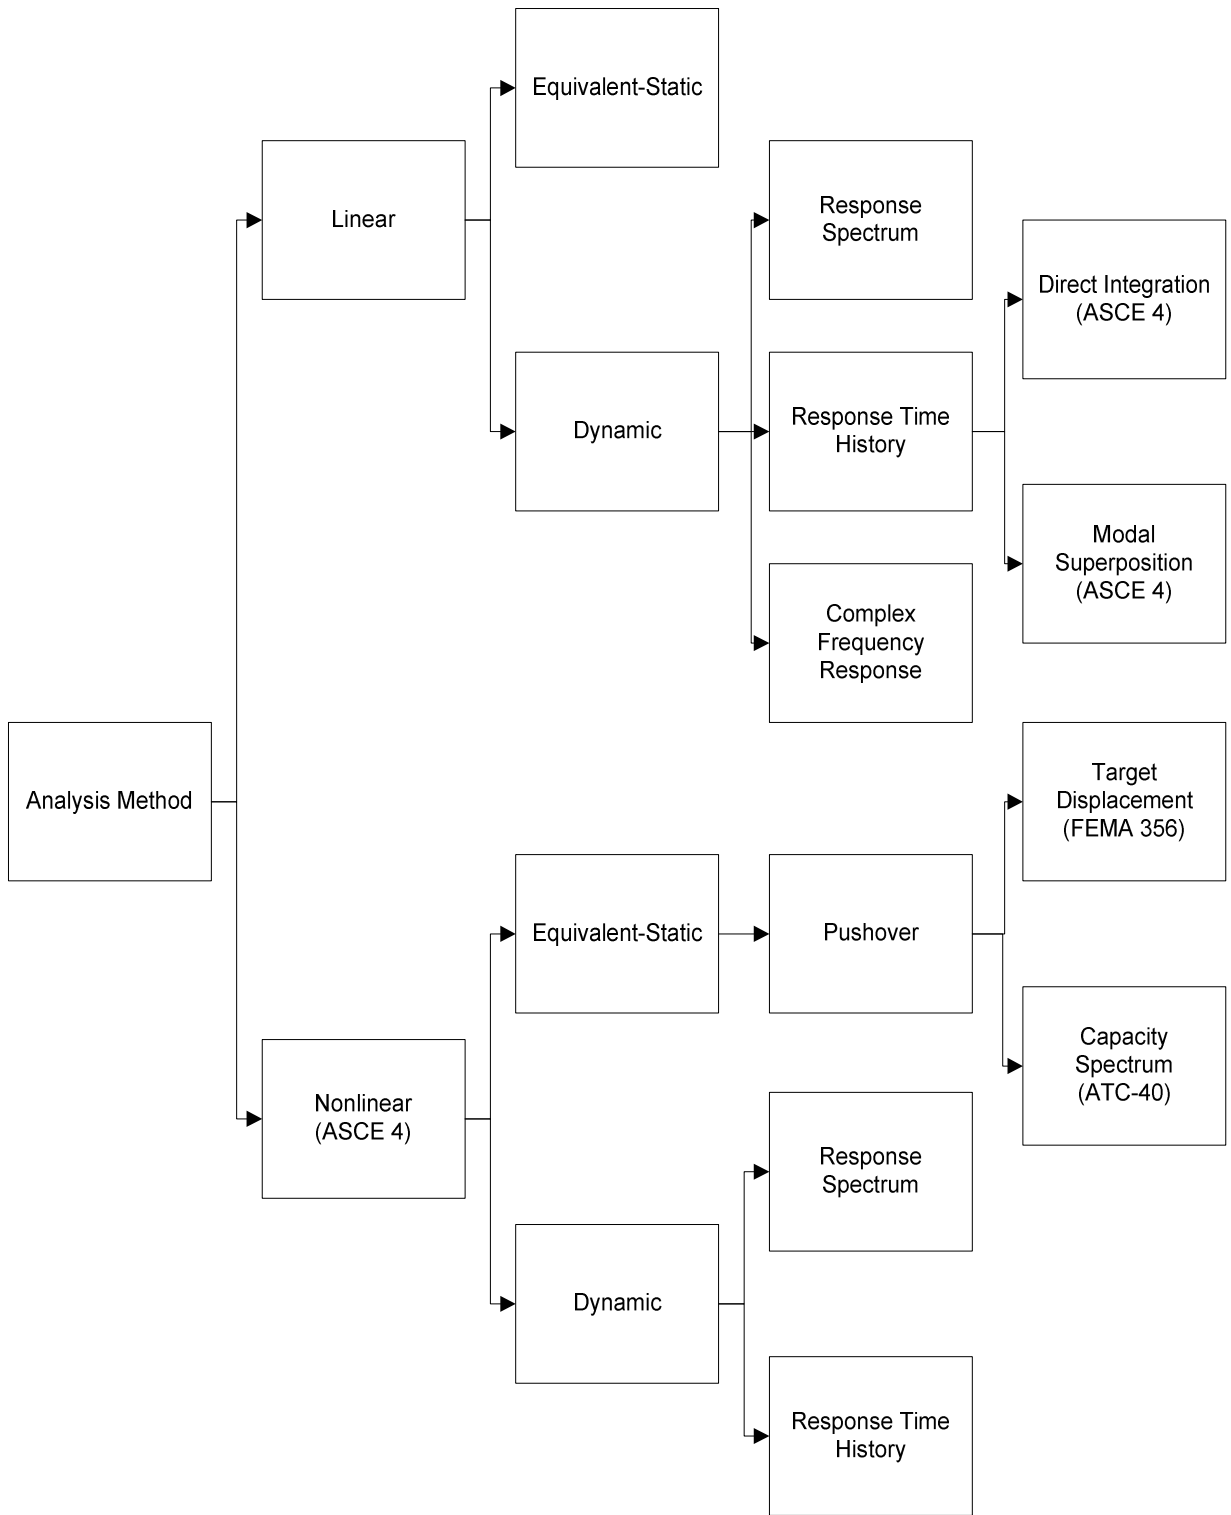 Equivalent-Static
Linear
Response
Spectrum
Direct Integration
(ASCE 4)
Dynamic
Response Time
History
Modal
Superposition
(ASCE 4)
Complex
Frequency
Response
Analysis Method
Target
Displacement
(FEMA 356)
Equivalent-Static
Pushover
Capacity
Spectrum
(ATC-40)
Nonlinear
(ASCE 4)
Response
Spectrum
Dynamic
Response Time
History